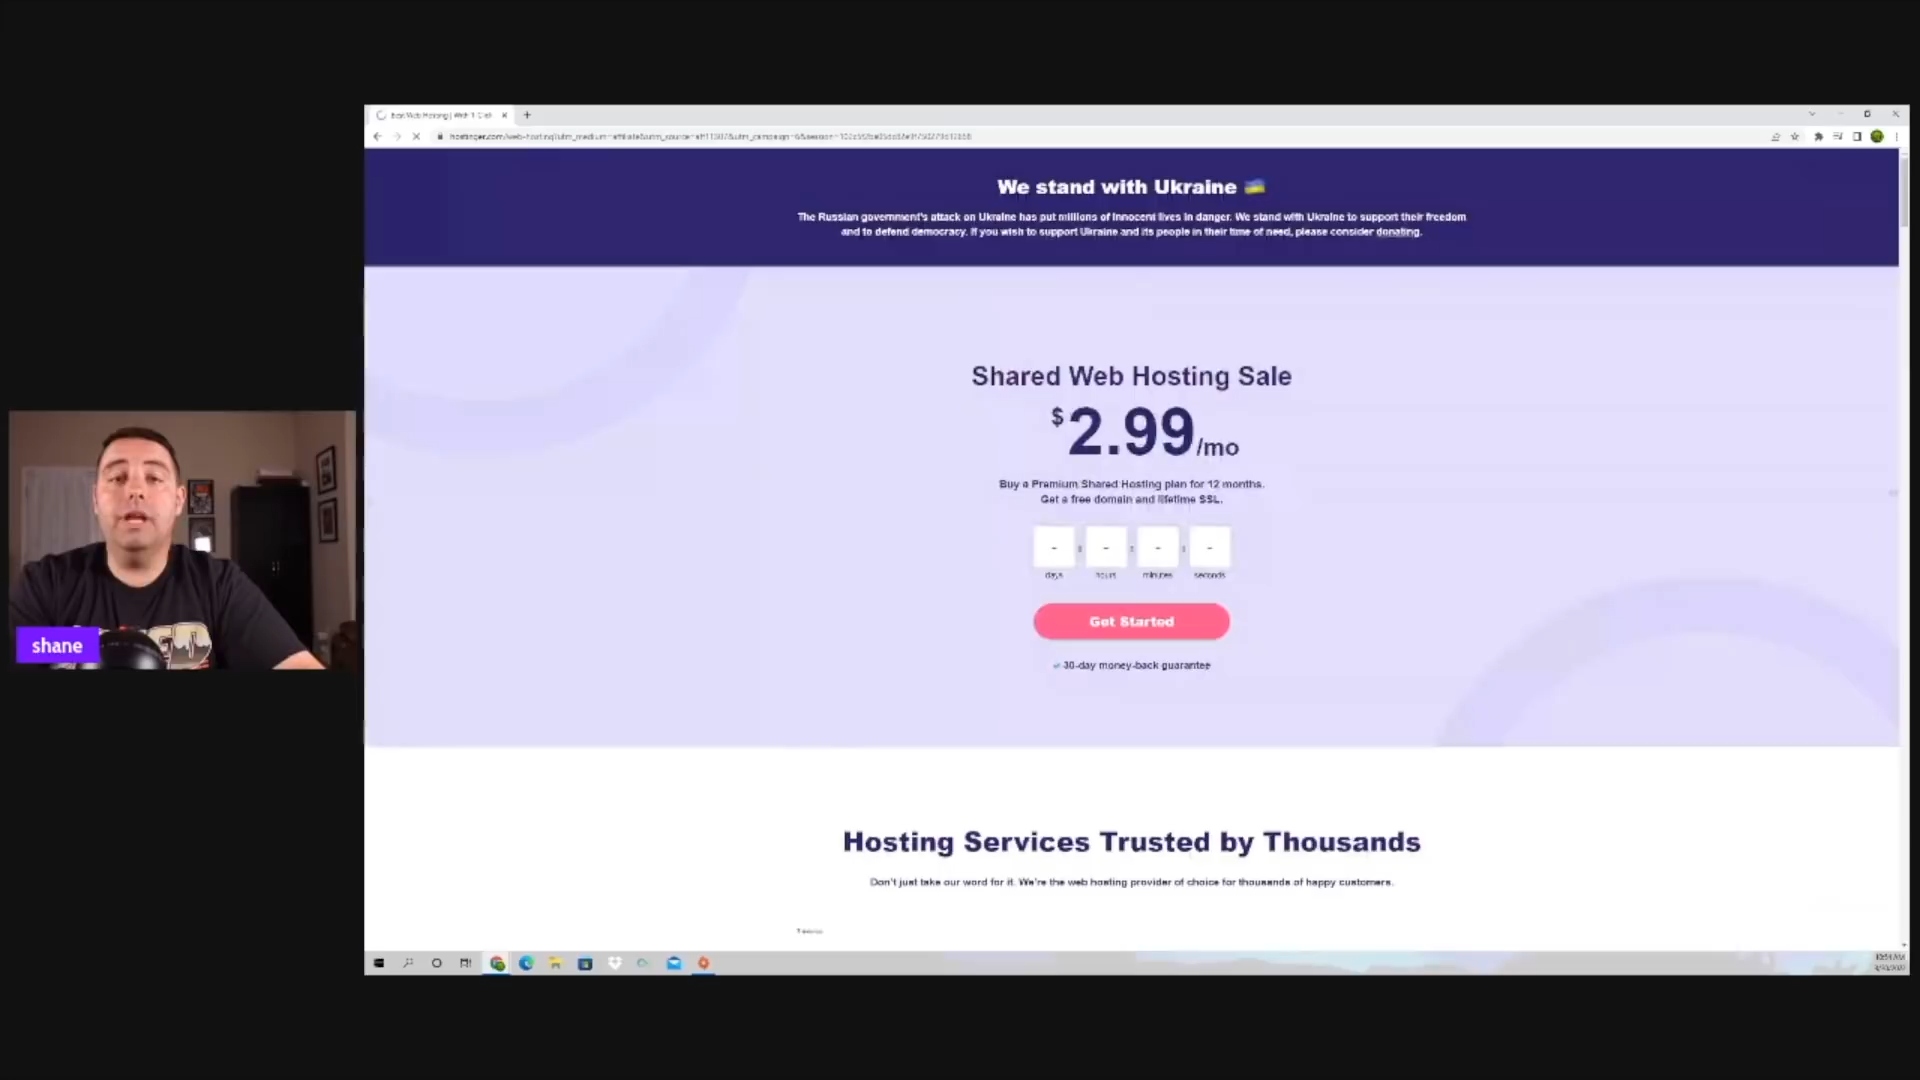 We stand with Ukraine
The Russian government's attack on Ukraine has put millions of innocent lives in danger. We stand with Ukraine to support their freedom
and to defend democracy. If you wish to support Ukraine and its people in their time of need, please consider donating.
Shared Web Hosting Sale
$2.99/mo
Buy a Premium Shared Hosting plan for 12 months.
Get a free domain and lifetime SSL.
- : - : - : -
days hours minutes seconds
Get Started
30-day money-back guarantee
shane
Hosting Services Trusted by Thousands
Don't just take our word for it. We're the web hosting provider of choice for thousands of happy customers.